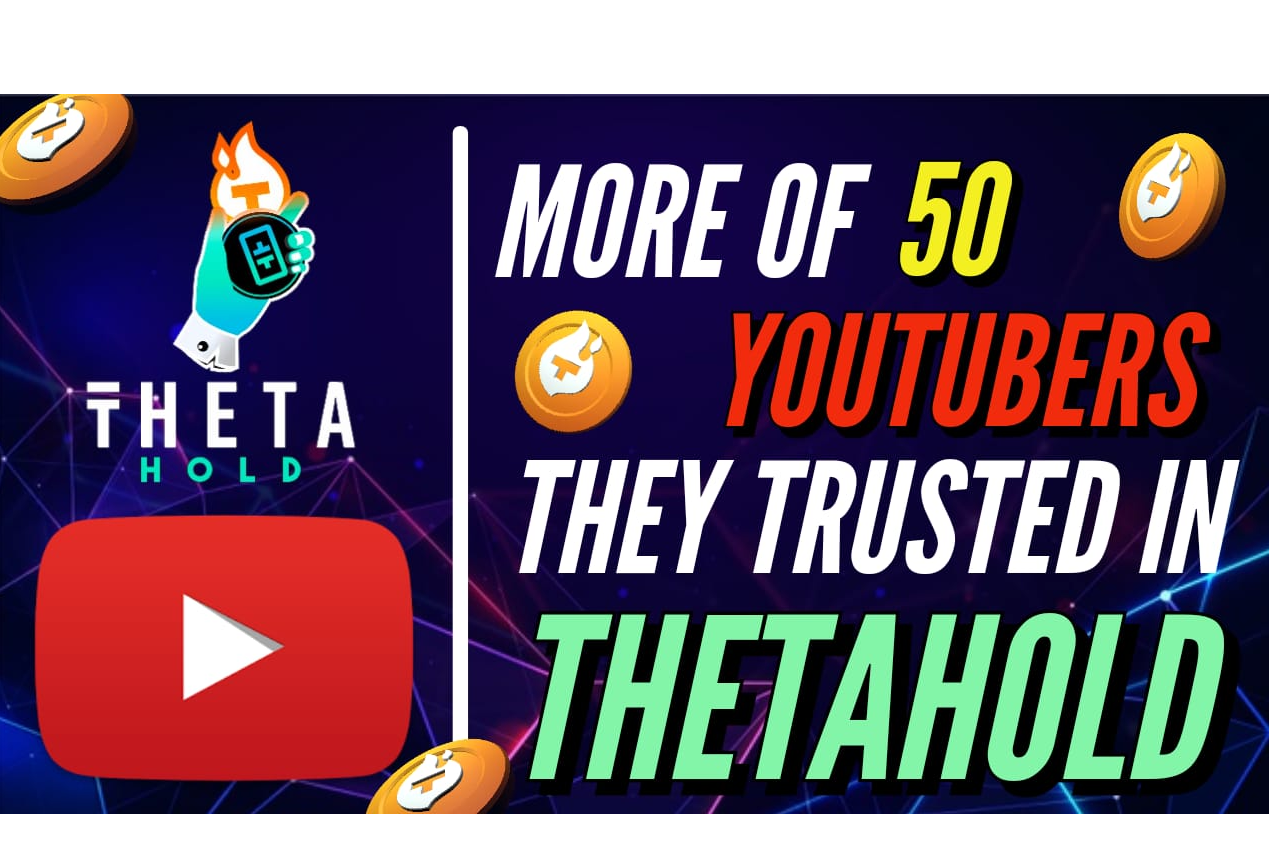 THETA
HOLD
MORE OF 50
YOUTUBERS
THEY TRUSTED IN
THETAHOLD